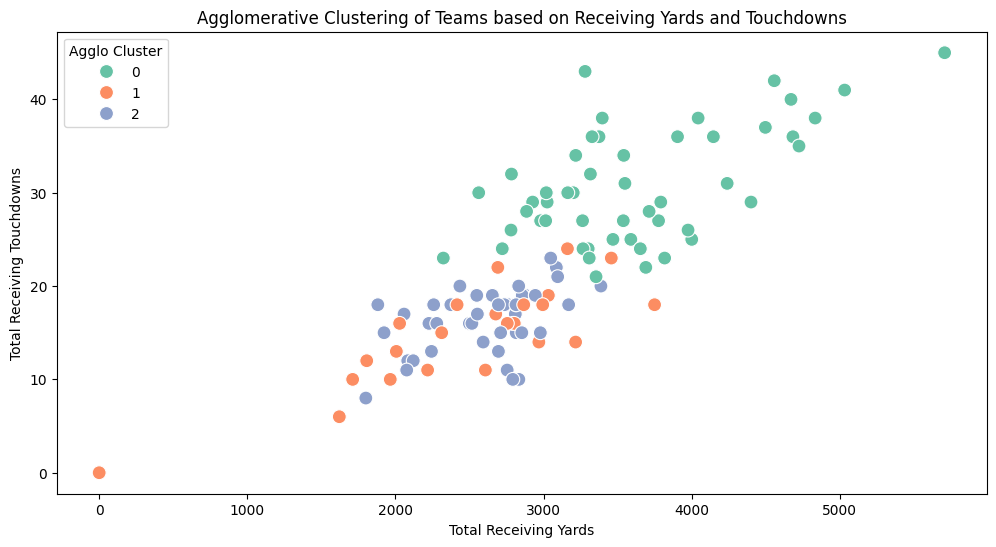 Agglomerative Clustering of Teams based on Receiving Yards and Touchdowns
Agglo Cluster
0
1
2
Total Receiving Touchdowns
40
30
20
10
0
0 1000 2000 3000 4000 5000
Total Receiving Yards